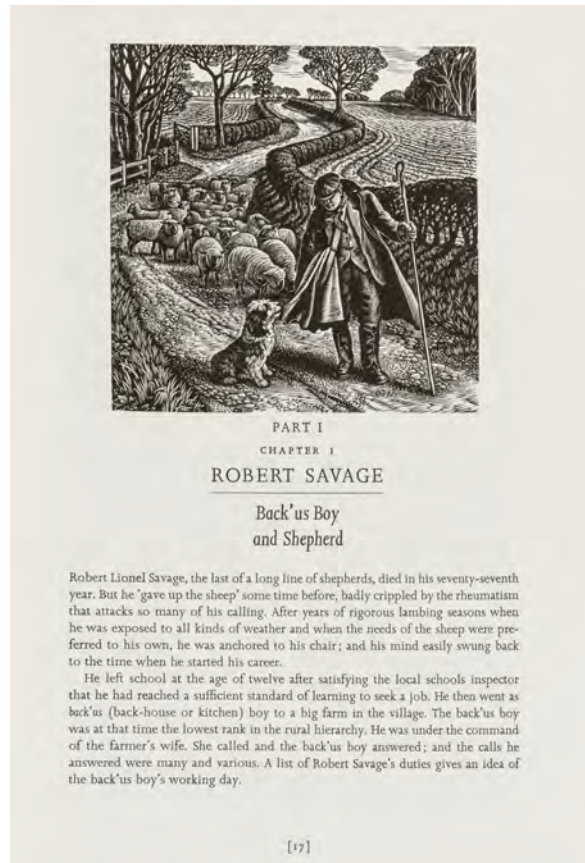 PART I
CHAPTER 1
ROBERT SAVAGE
Back'us Boy
and Shepherd
Robert Lionel Savage, the last of a long line of shepherds, died in his seventy-seventh
year. But he 'gave up the sheep' some time before, badly crippled by the rheumatism
that attacks so many of his calling. After years of rigorous lambing seasons when
he was exposed to all kinds of weather and when the needs of the sheep were pre-
ferred to his own, he was anchored to his chair; and his mind easily swung back
to the time when he started his career.
He left school at the age of twelve after satisfying the local schools inspector
that he had reached a sufficient standard of learning to seek a job. He then went as
back'us (back-house or kitchen) boy to a big farm in the village. The back'us boy
was at that time the lowest rank in the rural hierarchy. He was under the command
of the farmer's wife. She called and the back'us boy answered; and the calls he
answered were many and various. A list of Robert Savage's duties gives an idea of
the back'us boy's working day.
[17]